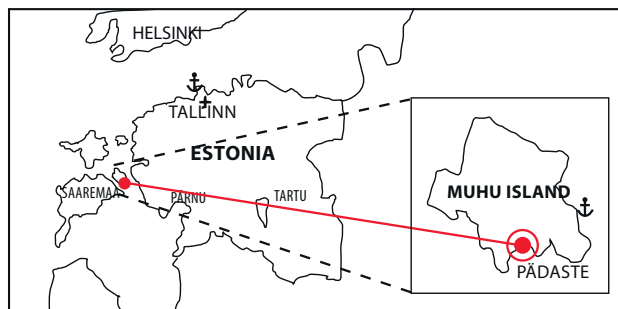 HELSINKI
TALLINN
ESTONIA
SAAREMAA
PARNU
TARTU
MUHU ISLAND
PÄDASTE